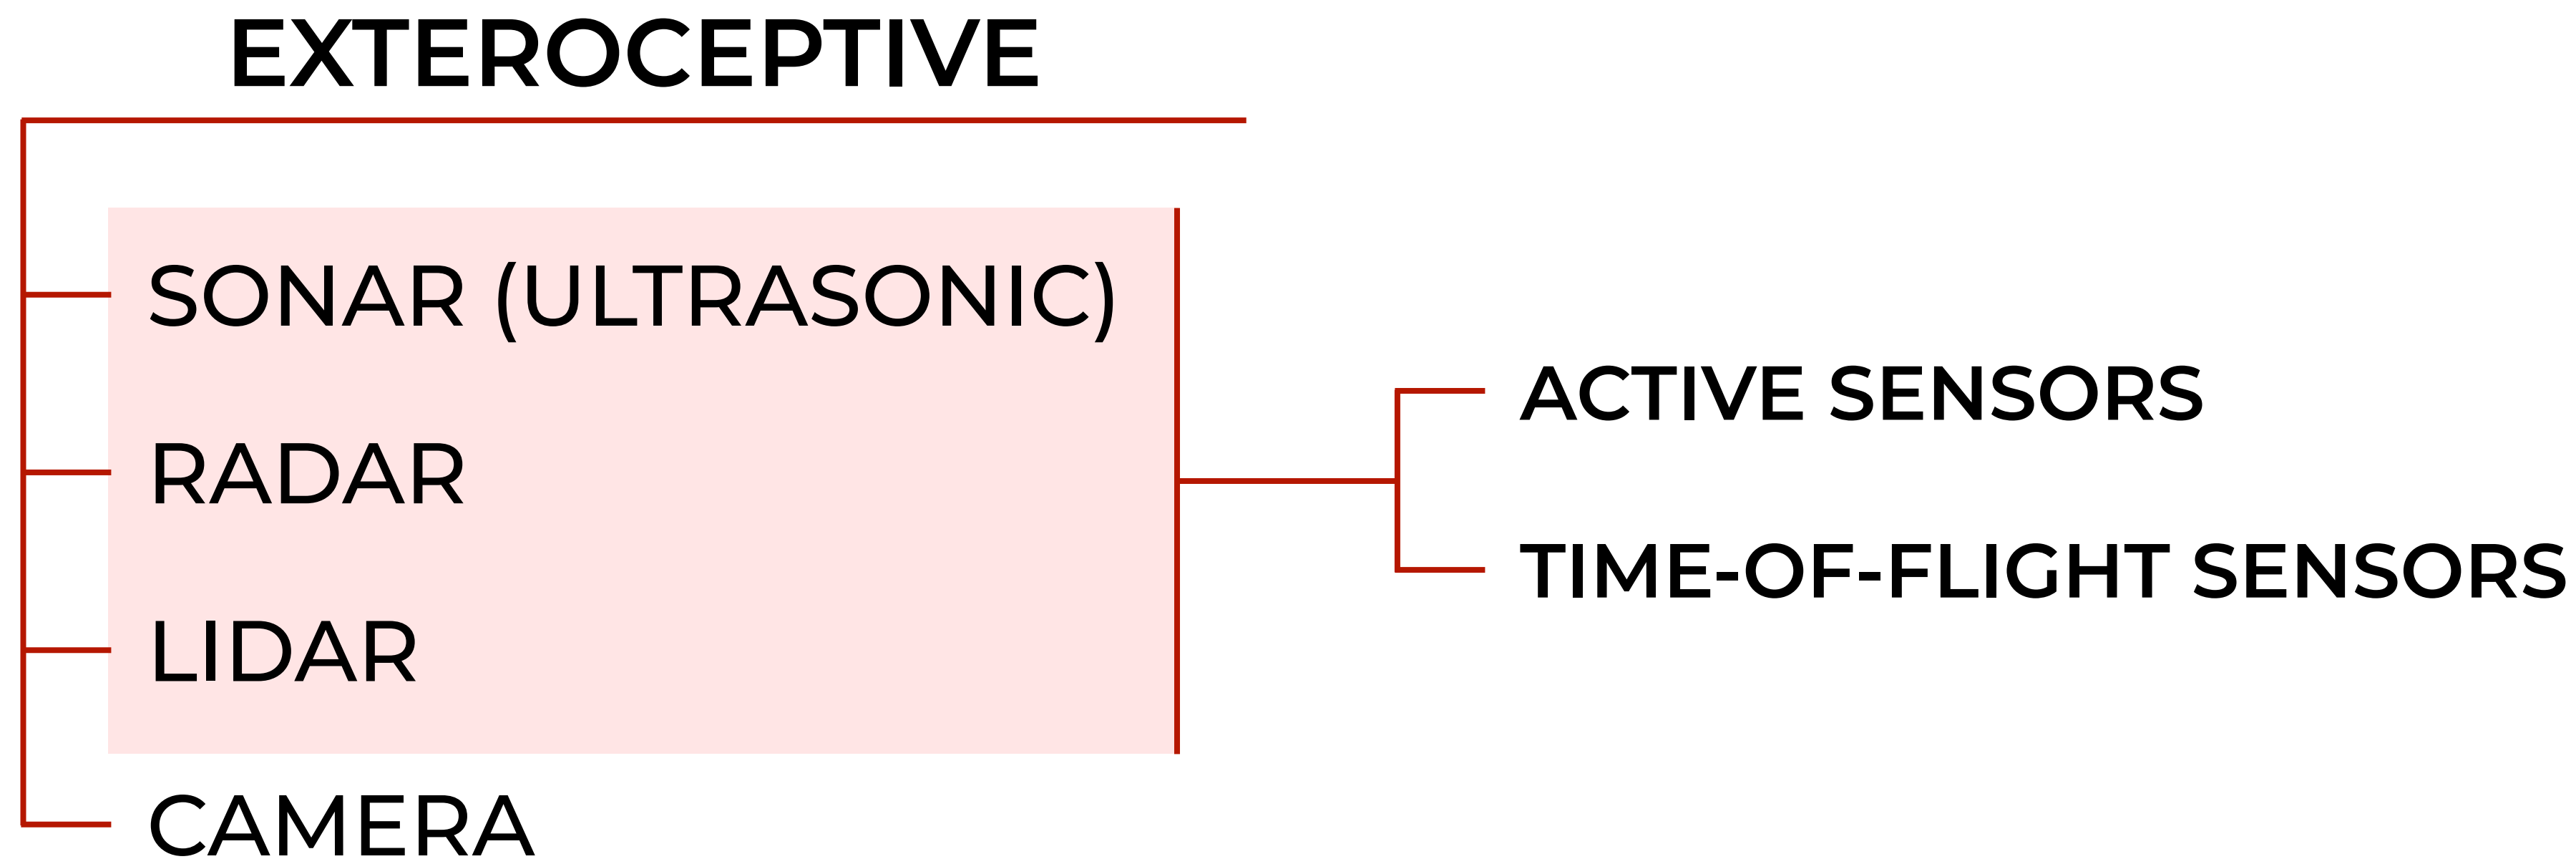 EXTEROCEPTIVE
SONAR (ULTRASONIC)
RADAR
LIDAR
CAMERA
ACTIVE SENSORS
TIME-OF-FLIGHT SENSORS